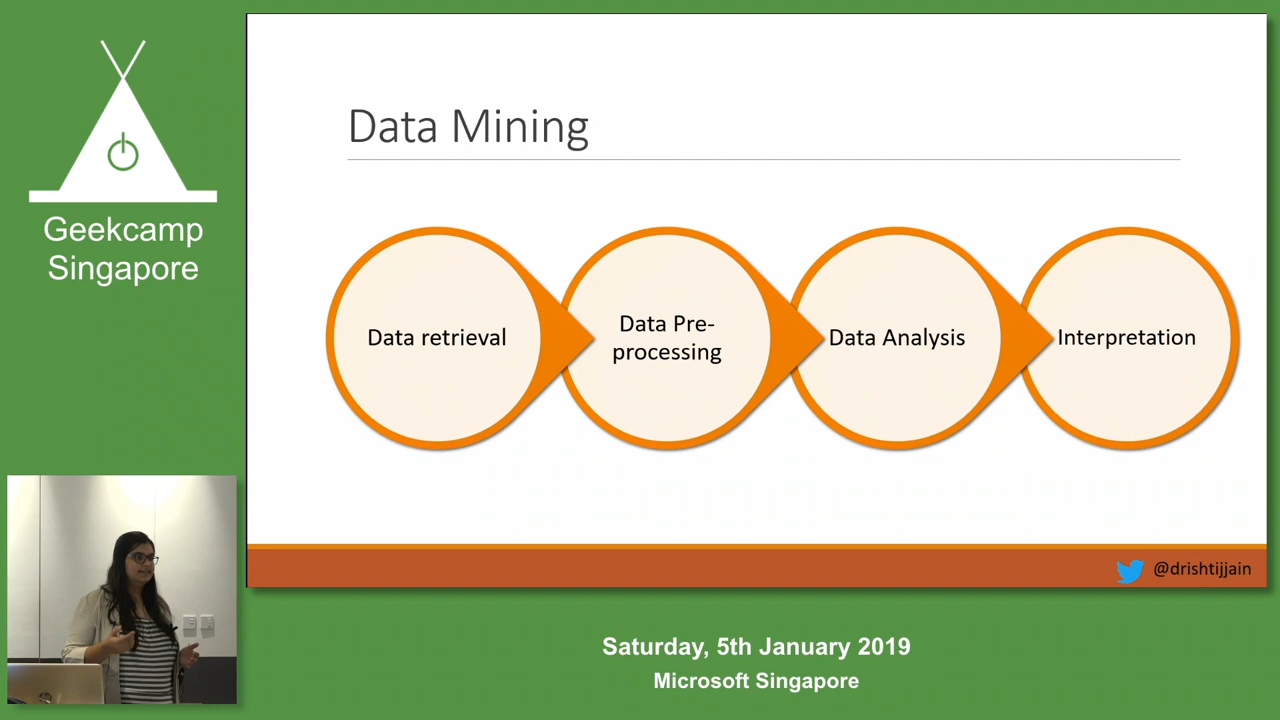 Geekcamp
Singapore
Data Mining
Data retrieval
Data Pre-
processing
Data Analysis
Interpretation
@drishtijjain
Saturday, 5th January 2019
Microsoft Singapore